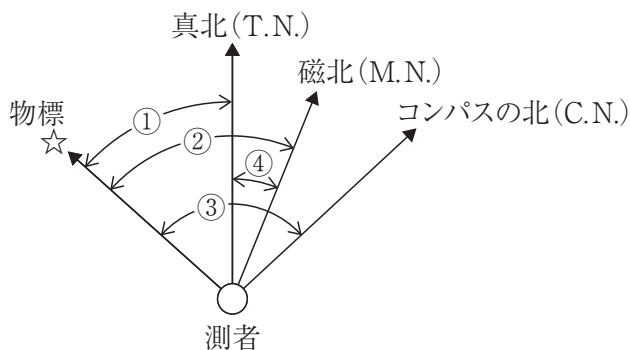 真北(T.N.)
磁北(M.N.)
コンパスの北(C.N.)
物標
①
②
④
③
測者